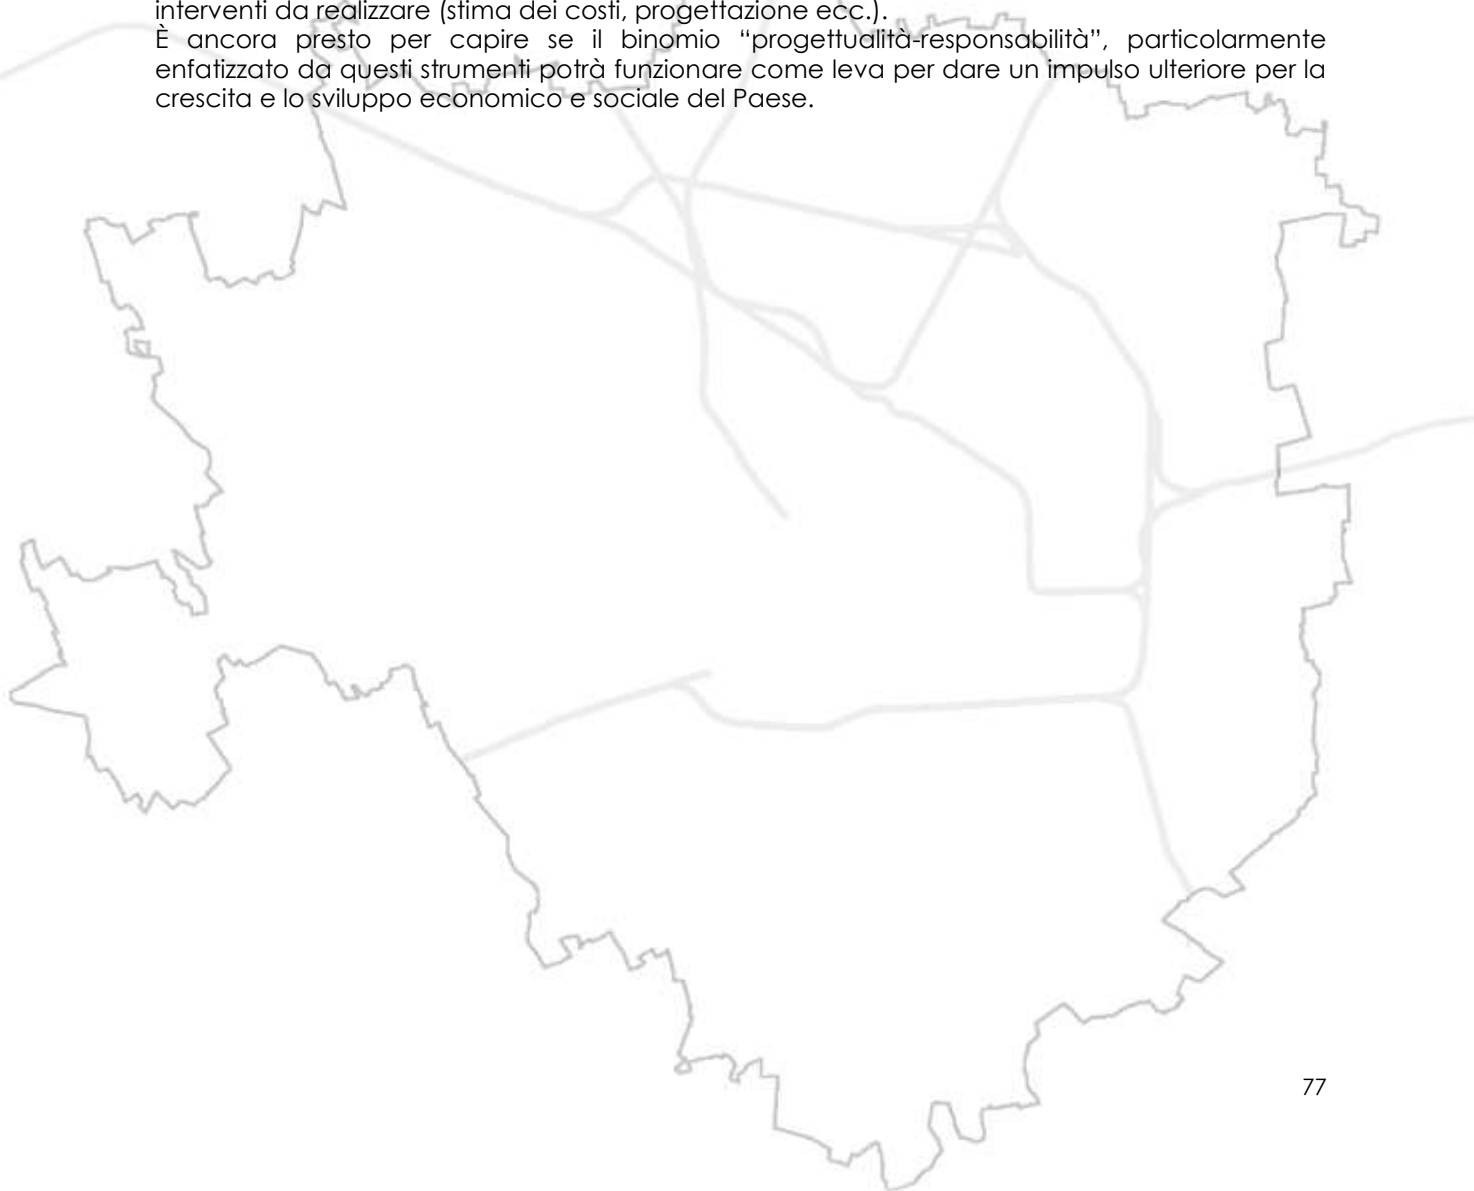 interventi da realizzare (stima dei costi, progettazione ecc.).
È ancora presto per capire se il binomio “progettualità-responsabilità”, particolarmente
enfatizzato da questi strumenti potrà funzionare come leva per dare un impulso ulteriore per la
crescita e lo sviluppo economico e sociale del Paese.
77